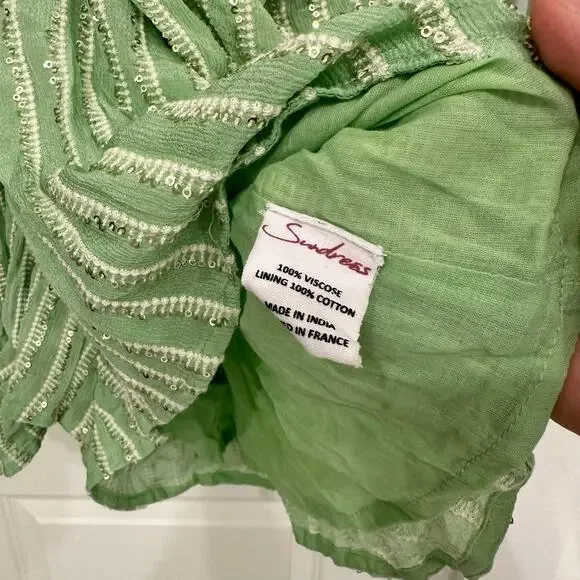 Sundress
100% VISCOSE
LINING 100% COTTON
MADE IN INDIA
IN FRANCE